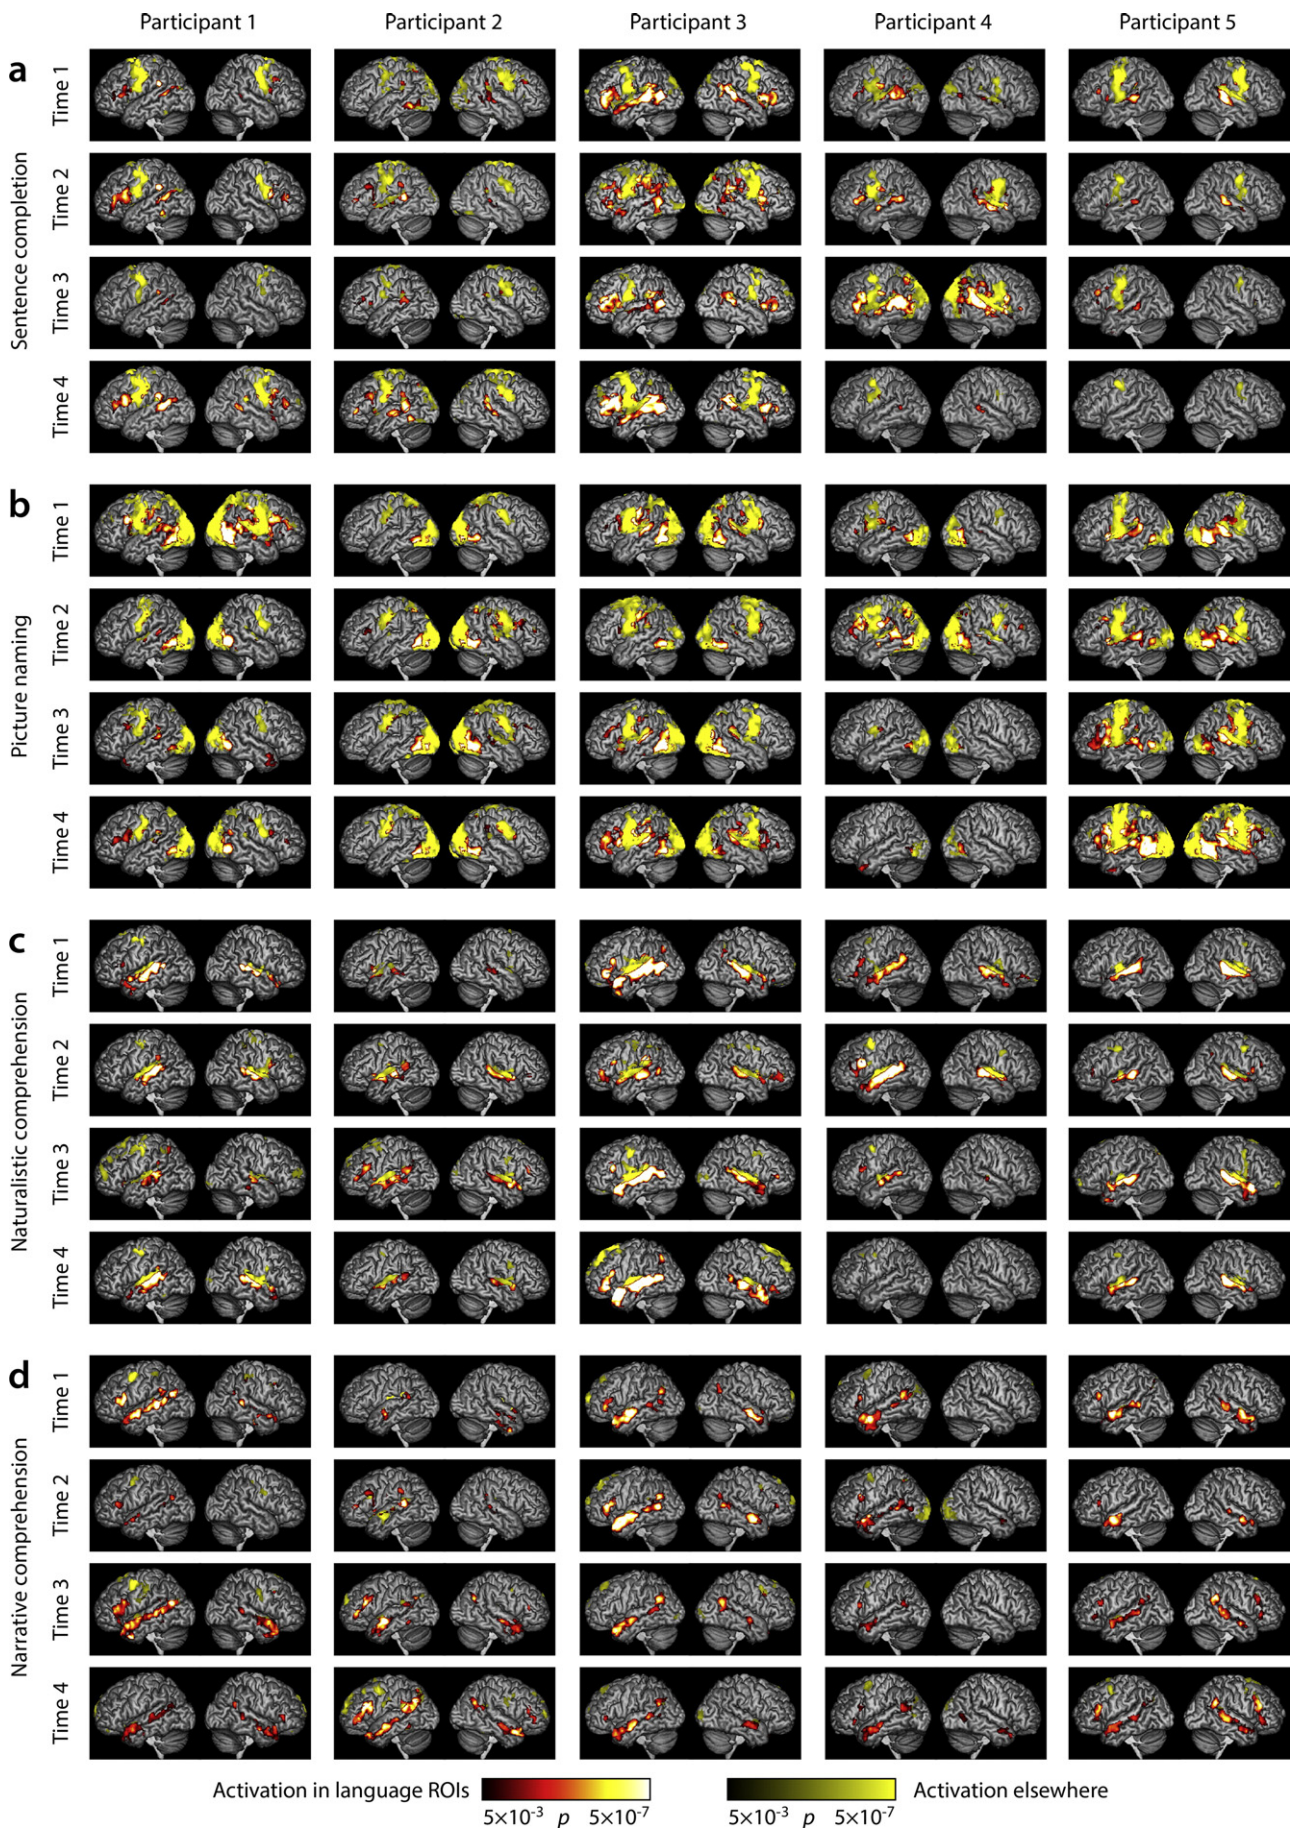 Participant 1 Participant 2 Participant 3 Participant 4 Participant 5
a
Sentence completion
Time 1
Time 2
Time 3
Time 4
b
Picture naming
Time 1
Time 2
Time 3
Time 4
c
Naturalistic comprehension
Time 1
Time 2
Time 3
Time 4
d
Narrative comprehension
Time 1
Time 2
Time 3
Time 4
Activation in language ROIs
5×10⁻³ p 5×10⁻⁷
Activation elsewhere
5×10⁻³ p 5×10⁻⁷